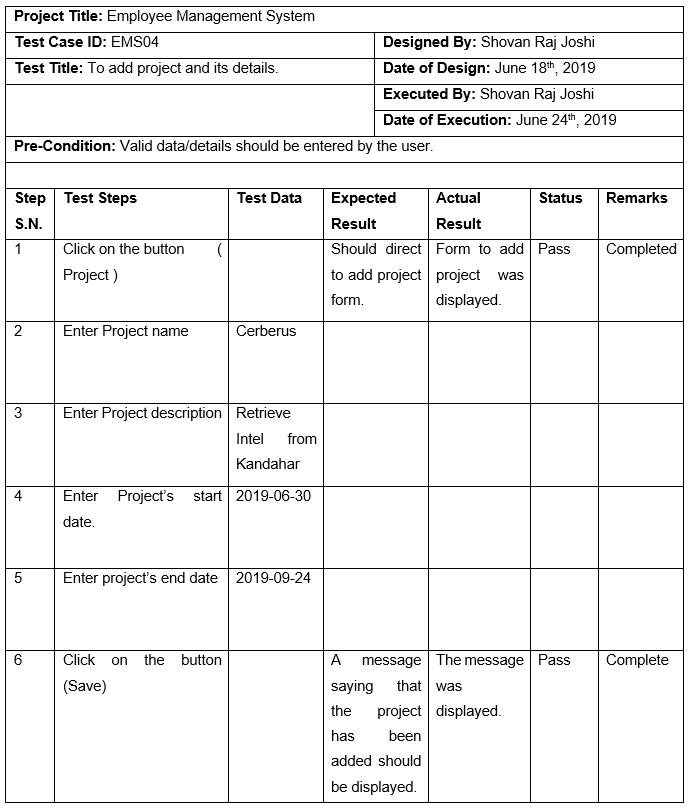 Project Title: Employee Management System
Test Case ID: EMS04
Designed By: Shovan Raj Joshi
Test Title: To add project and its details.
Date of Design: June 18th, 2019
Executed By: Shovan Raj Joshi
Date of Execution: June 24th, 2019
Pre-Condition: Valid data/details should be entered by the user.
Step
S.N.
Test Steps
Test Data
Expected
Result
Actual
Result
Status
Remarks
1
Click on the button (
Project )
Should direct
to add project
form.
Form to add
project was
displayed.
Pass
Completed
2
Enter Project name
Cerberus
3
Enter Project description
Retrieve
Intel from
Kandahar
4
Enter Project's start
date.
2019-06-30
5
Enter project's end date
2019-09-24
6
Click on the button
(Save)
A message
saying that
the project
has been
added should
be displayed.
The message
was
displayed.
Pass
Complete